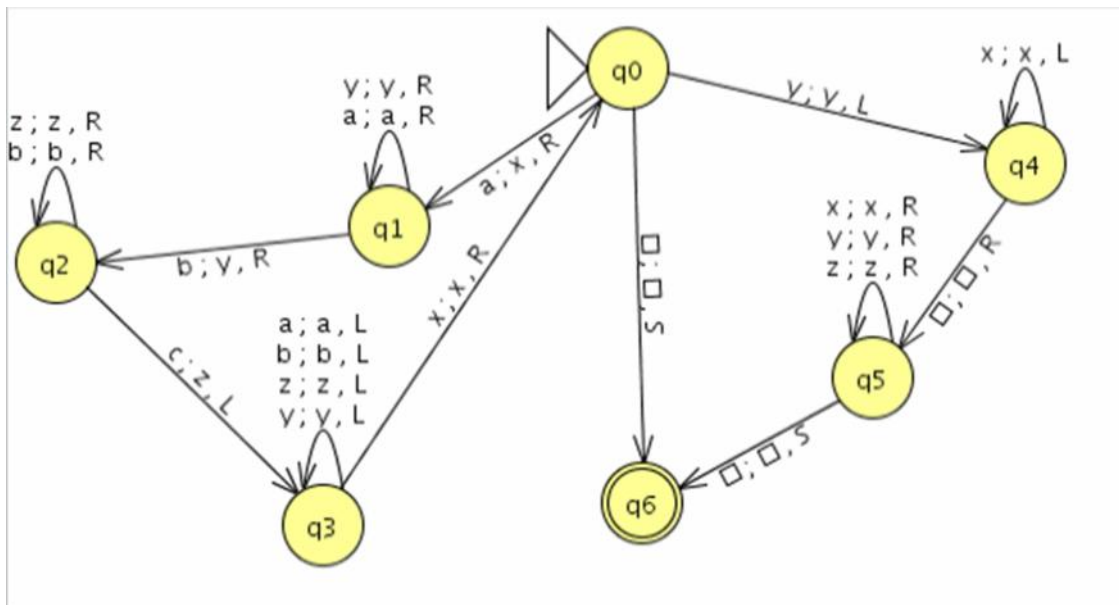 q0
x ; x , L
y ; y , R
a ; a , R
z ; z , R
b ; b , R
y ; y , L
a ; x , R
q4
q1
x ; x , R
y ; y , R
z ; z , R
q2
b ; y , R
□ ; □ , S
x ; x , R
□ ; □ , R
a ; a , L
b ; b , L
z ; z , L
y ; y , L
c ; z , L
q5
□ ; □ , S
q6
q3